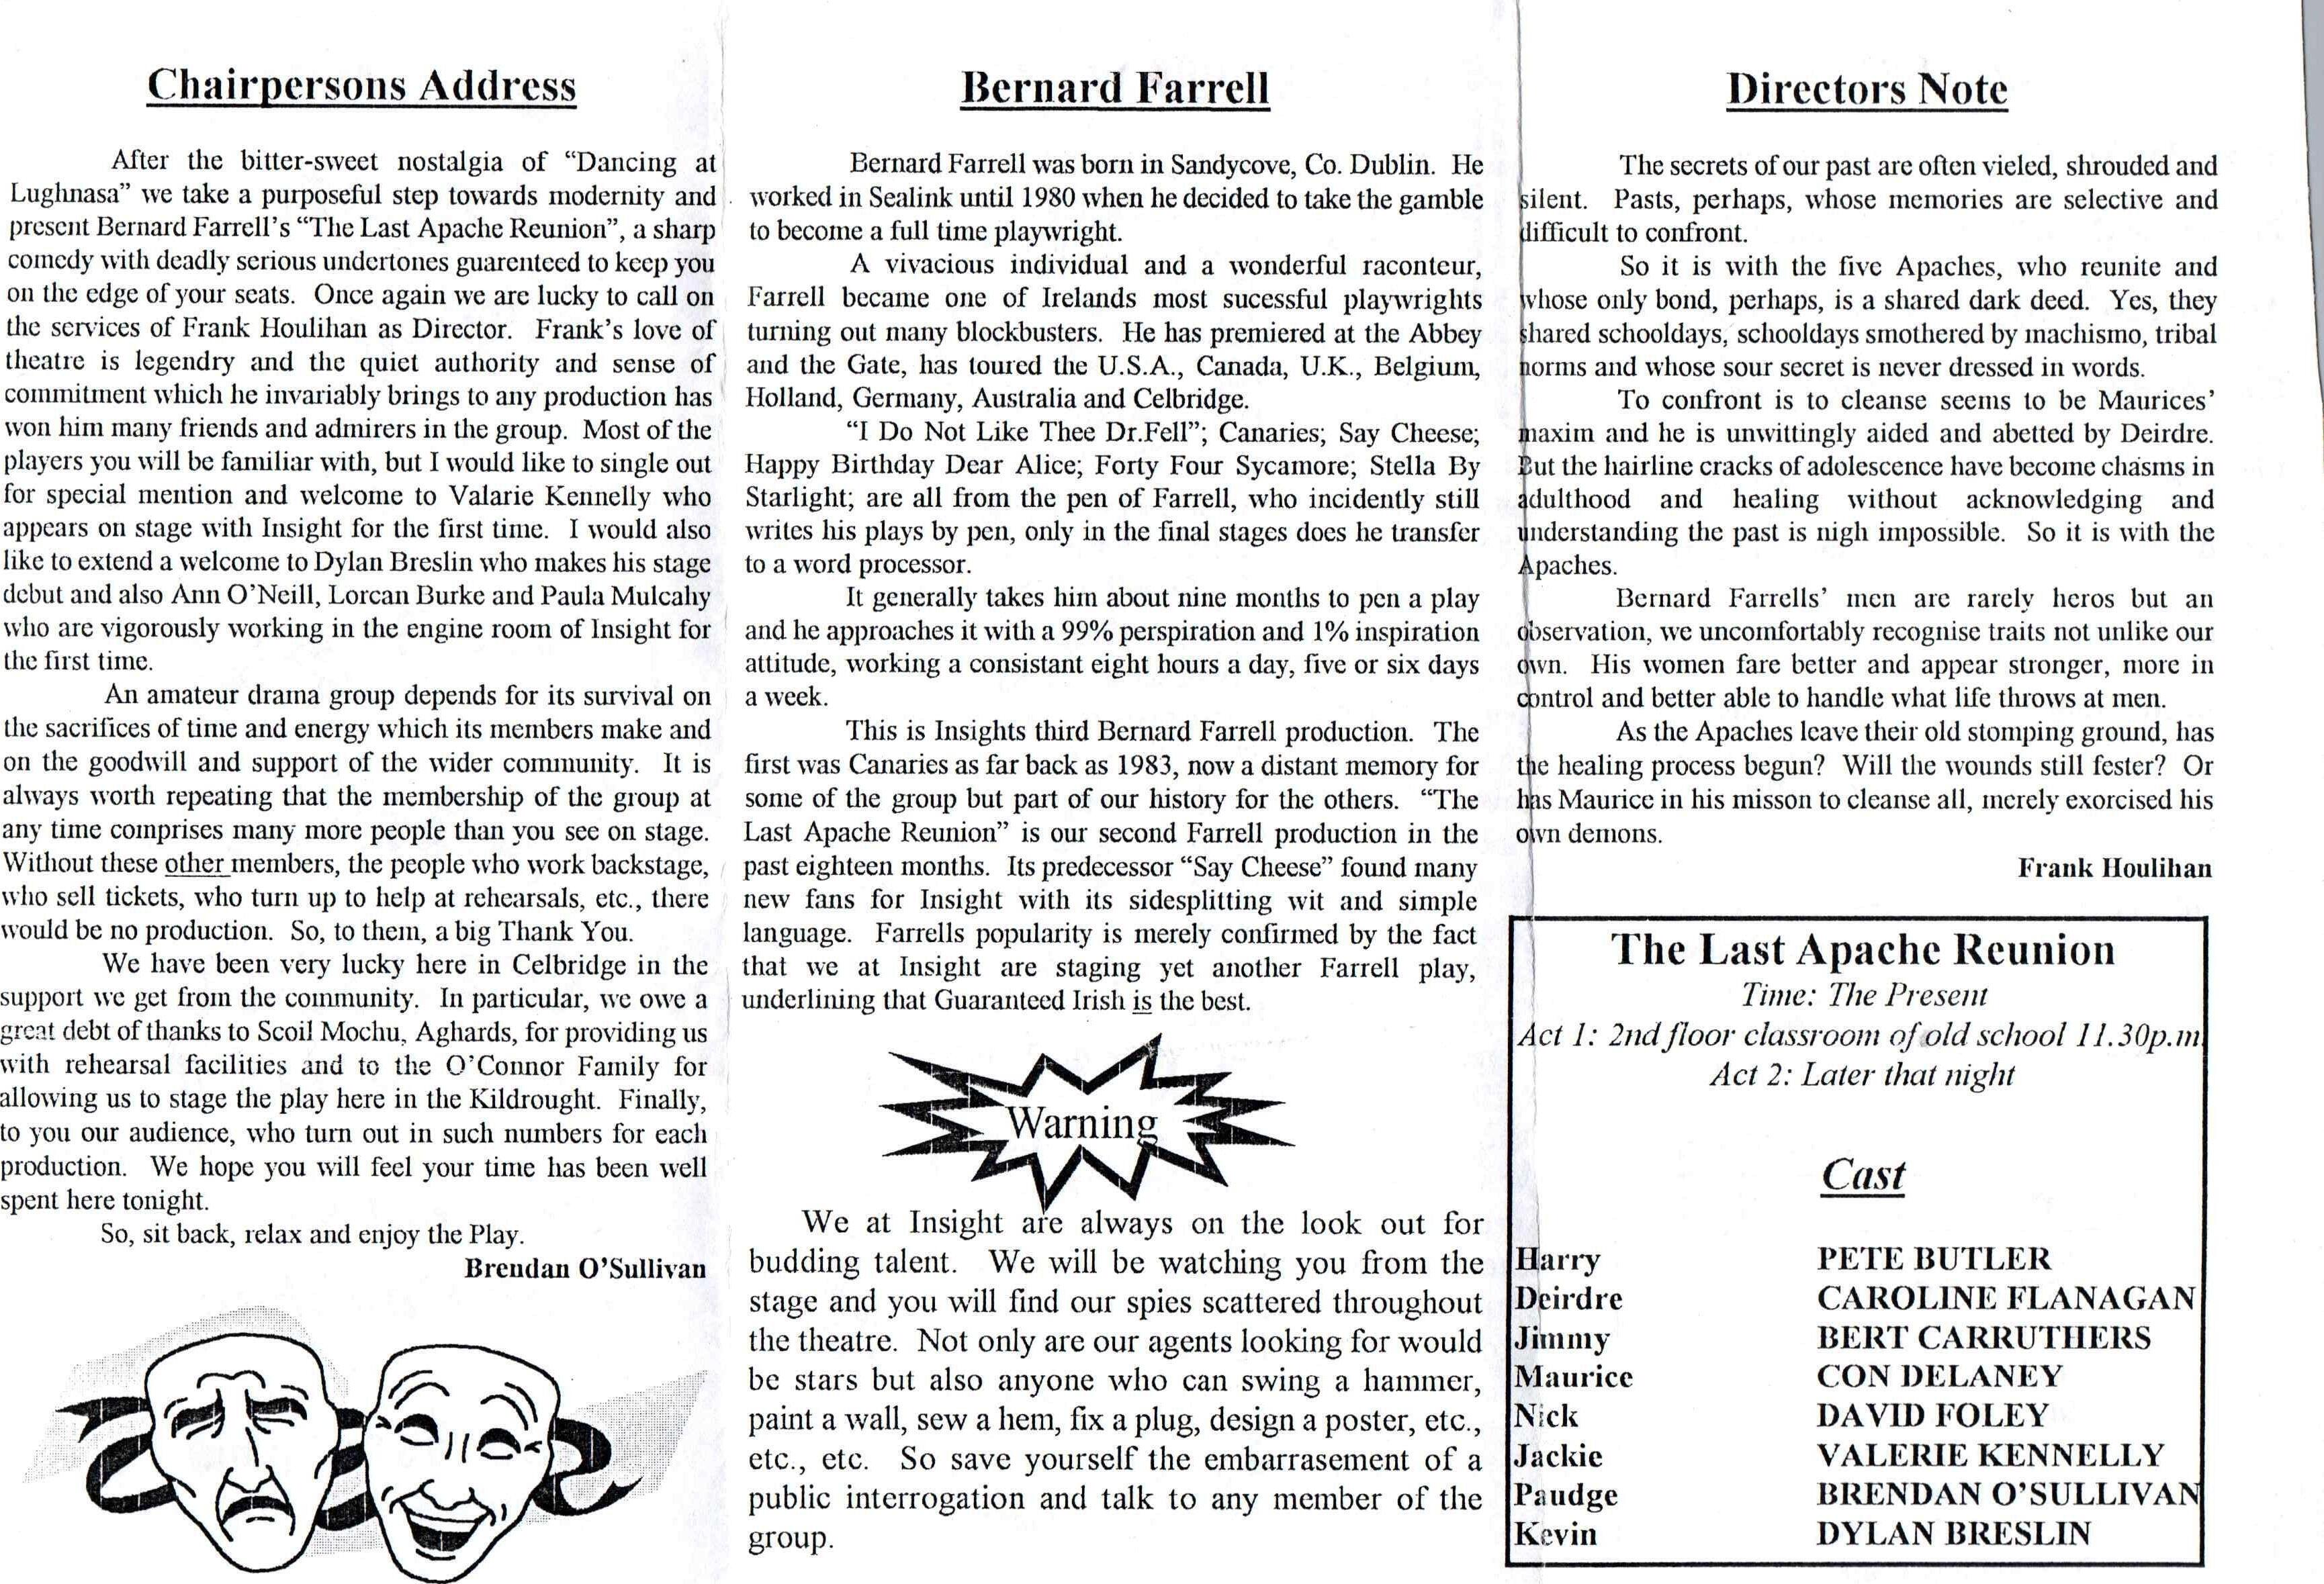 Chairpersons Address
After the bitter-sweet nostalgia of “Dancing at
Lughnasa” we take a purposeful step towards modernity and
present Bernard Farrell’s “The Last Apache Reunion”, a sharp
comedy with deadly serious undertones guarenteed to keep you
on the edge of your seats. Once again we are lucky to call on
the services of Frank Houlihan as Director. Frank’s love of
theatre is legendry and the quiet authority and sense of
commitment which he invariably brings to any production has
won him many friends and admirers in the group. Most of the
players you will be familiar with, but I would like to single out
for special mention and welcome to Valarie Kennelly who
appears on stage with Insight for the first time. I would also
like to extend a welcome to Dylan Breslin who makes his stage
debut and also Ann O’Neill, Lorcan Burke and Paula Mulcahy
who are vigorously working in the engine room of Insight for
the first time.
An amateur drama group depends for its survival on
the sacrifices of time and energy which its members make and
on the goodwill and support of the wider community. It is
always worth repeating that the membership of the group at
any time comprises many more people than you see on stage.
Without these other members, the people who work backstage,
who sell tickets, who turn up to help at rehearsals, etc., there
would be no production. So, to them, a big Thank You.
We have been very lucky here in Celbridge in the
support we get from the community. In particular, we owe a
great debt of thanks to Scoil Mochu, Aghards, for providing us
with rehearsal facilities and to the O’Connor Family for
allowing us to stage the play here in the Kildrought. Finally,
to you our audience, who turn out in such numbers for each
production. We hope you will feel your time has been well
spent here tonight.
So, sit back, relax and enjoy the Play.
Brendan O’Sullivan
Bernard Farrell
Bernard Farrell was born in Sandycove, Co. Dublin. He
worked in Sealink until 1980 when he decided to take the gamble
to become a full time playwright.
A vivacious individual and a wonderful raconteur,
Farrell became one of Irelands most sucessful playwrights
turning out many blockbusters. He has premiered at the Abbey
and the Gate, has toured the U.S.A., Canada, U.K., Belgium,
Holland, Germany, Australia and Celbridge.
“I Do Not Like Thee Dr.Fell”; Canaries; Say Cheese;
Happy Birthday Dear Alice; Forty Four Sycamore; Stella By
Starlight; are all from the pen of Farrell, who incidently still
writes his plays by pen, only in the final stages does he transfer
to a word processor.
It generally takes him about nine months to pen a play
and he approaches it with a 99% perspiration and 1% inspiration
attitude, working a consistant eight hours a day, five or six days
a week.
This is Insights third Bernard Farrell production. The
first was Canaries as far back as 1983, now a distant memory for
some of the group but part of our history for the others. “The
Last Apache Reunion” is our second Farrell production in the
past eighteen months. Its predecessor “Say Cheese” found many
new fans for Insight with its sidesplitting wit and simple
language. Farrells popularity is merely confirmed by the fact
that we at Insight are staging yet another Farrell play,
underlining that Guaranteed Irish is the best.
Warning
We at Insight are always on the look out for
budding talent. We will be watching you from the
stage and you will find our spies scattered throughout
the theatre. Not only are our agents looking for would
be stars but also anyone who can swing a hammer,
paint a wall, sew a hem, fix a plug, design a poster, etc.,
etc., etc. So save yourself the embarrasement of a
public interrogation and talk to any member of the
group.
Directors Note
The secrets of our past are often vieled, shrouded and
silent. Pasts, perhaps, whose memories are selective and
difficult to confront.
So it is with the five Apaches, who reunite and
whose only bond, perhaps, is a shared dark deed. Yes, they
shared schooldays, schooldays smothered by machismo, tribal
norms and whose sour secret is never dressed in words.
To confront is to cleanse seems to be Maurices’
maxim and he is unwittingly aided and abetted by Deirdre.
But the hairline cracks of adolescence have become chasms in
adulthood and healing without acknowledging and
understanding the past is nigh impossible. So it is with the
Apaches.
Bernard Farrells’ men are rarely heros but an
observation, we uncomfortably recognise traits not unlike our
own. His women fare better and appear stronger, more in
control and better able to handle what life throws at men.
As the Apaches leave their old stomping ground, has
the healing process begun? Will the wounds still fester? Or
has Maurice in his misson to cleanse all, merely exorcised his
own demons.
Frank Houlihan
The Last Apache Reunion
Time: The Present
Act 1: 2nd floor classroom of old school 11.30p.m.
Act 2: Later that night
Cast
Harry PETE BUTLER
Deirdre CAROLINE FLANAGAN
Jimmy BERT CARRUTHERS
Maurice CON DELANEY
Nick DAVID FOLEY
Jackie VALERIE KENNELLY
Paudge BRENDAN O’SULLIVAN
Kevin DYLAN BRESLIN